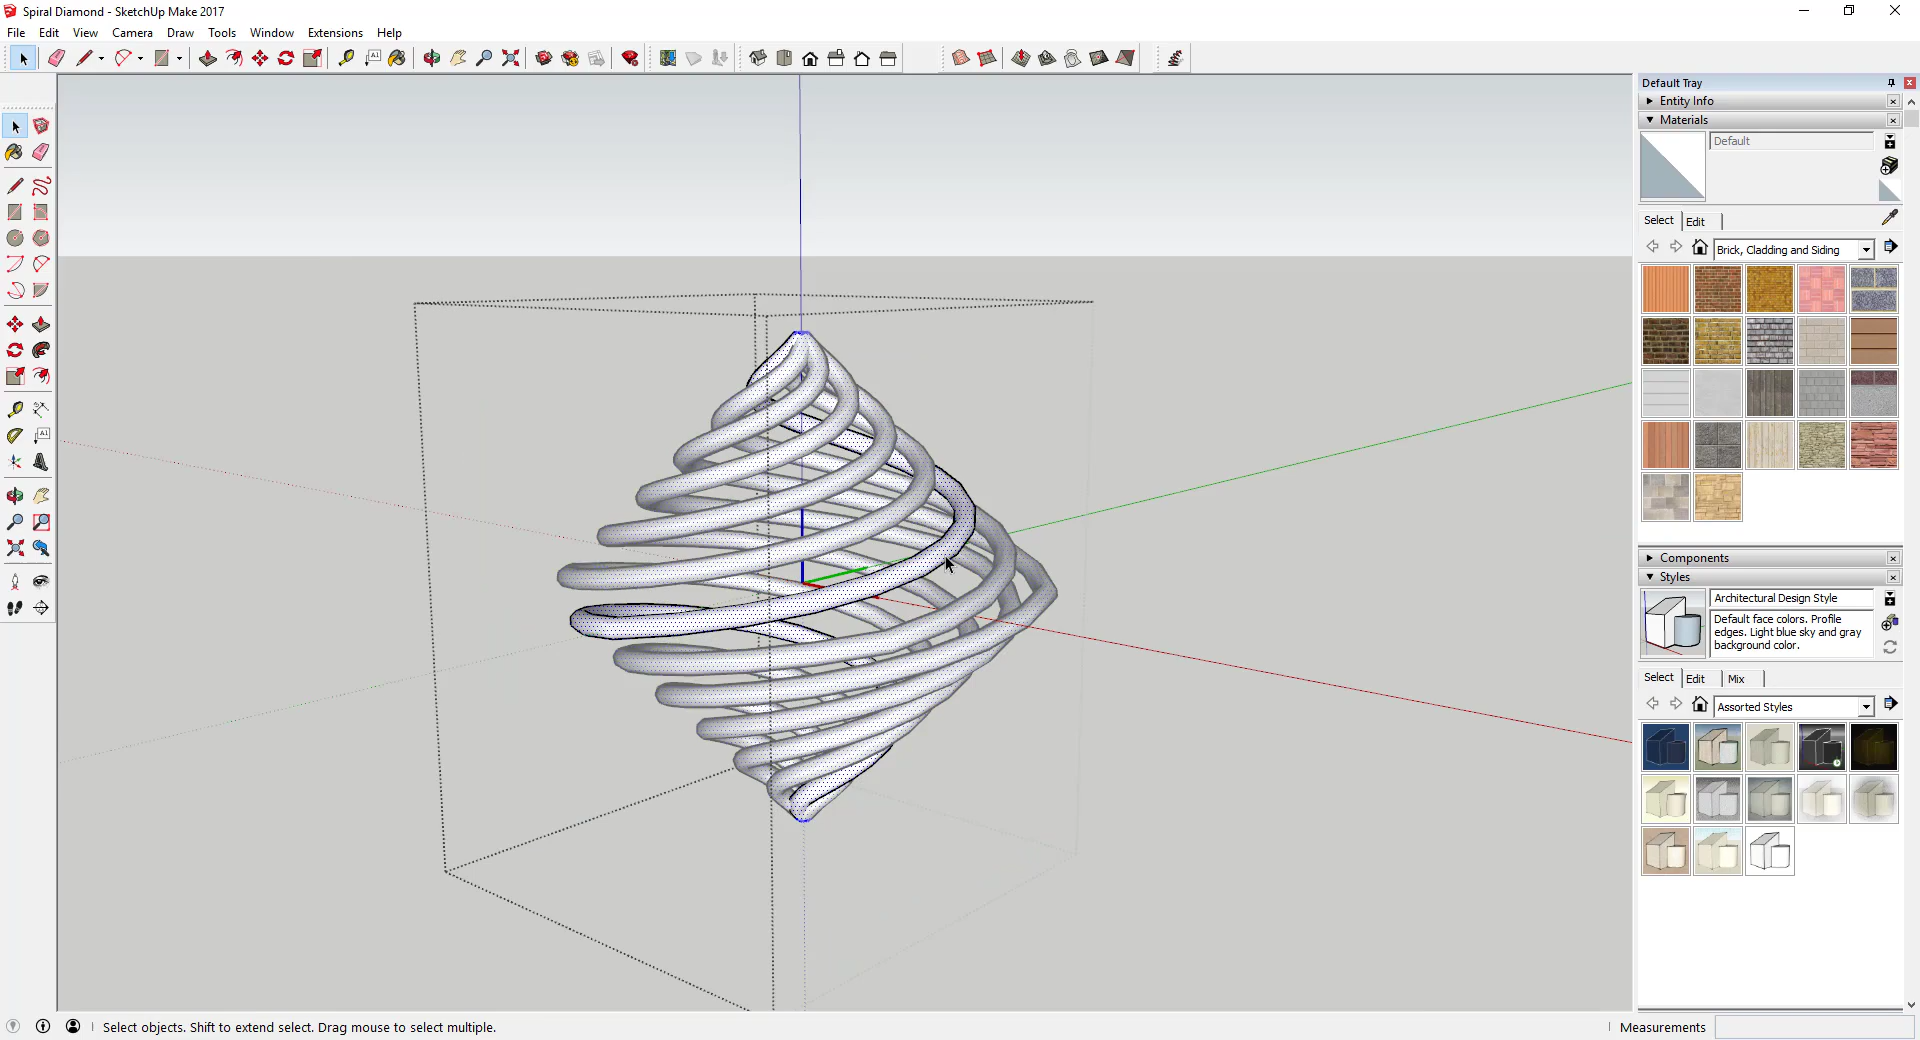 Spiral Diamond - SketchUp Make 2017
File Edit View Camera Draw Tools Window Extensions Help
Default Tray
Entity Info
Materials
Default
Select Edit
Brick, Cladding and Siding
Components
Styles
Architectural Design Style
Default face colors. Profile
edges. Light blue sky and gray
background color.
Select Edit Mix
Assorted Styles
Select objects. Shift to extend select. Drag mouse to select multiple.
Measurements